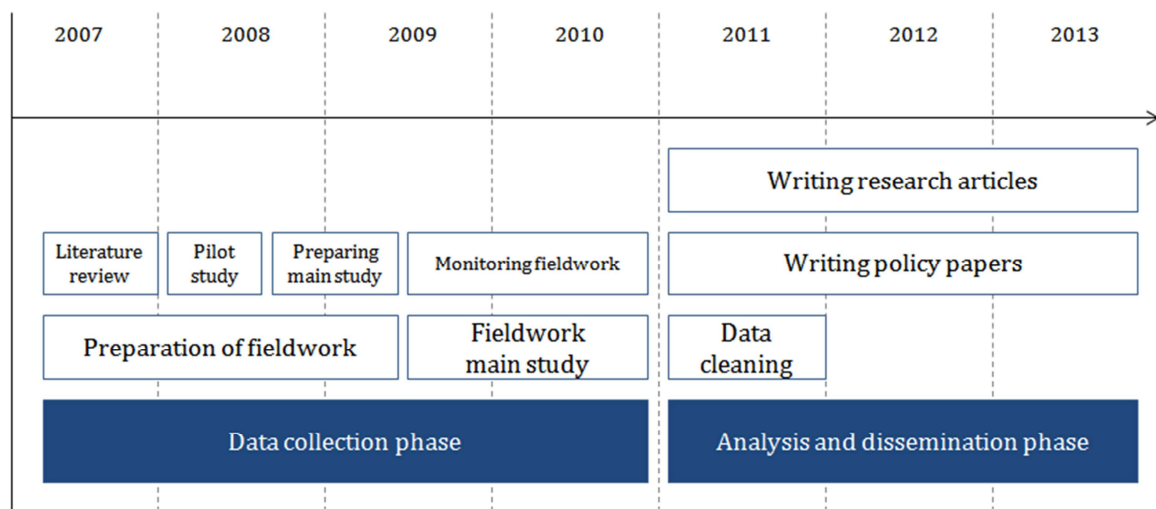 2007 2008 2009 2010 2011 2012 2013
Writing research articles
Literature
review
Pilot
study
Preparing
main study
Monitoring fieldwork
Writing policy papers
Preparation of fieldwork
Fieldwork
main study
Data
cleaning
Data collection phase
Analysis and dissemination phase